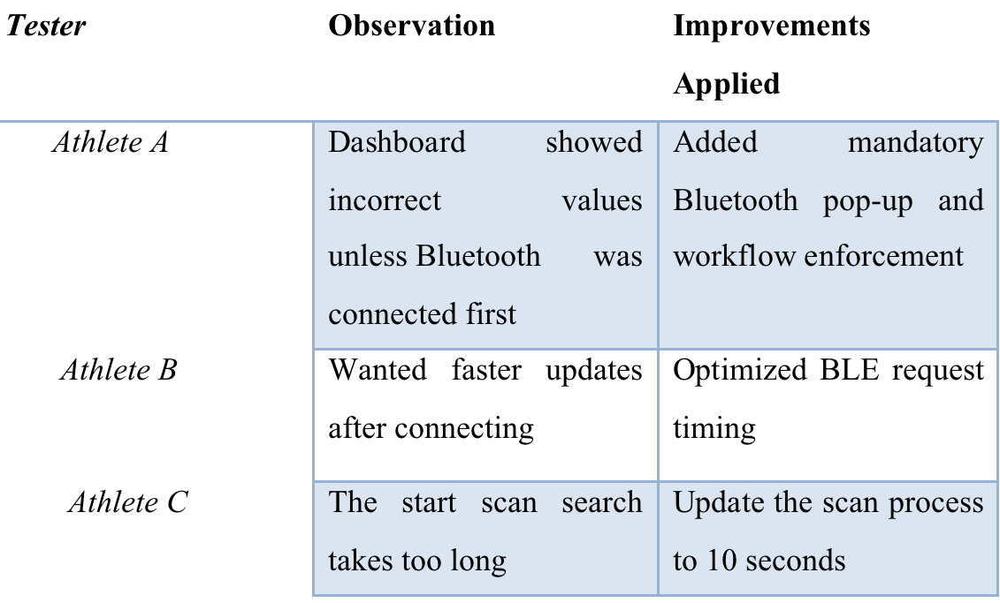 Tester Observation Improvements
Applied
Athlete A Dashboard showed Added mandatory
incorrect values Bluetooth pop-up and
unless Bluetooth was workflow enforcement
connected first
Athlete B Wanted faster updates Optimized BLE request
after connecting timing
Athlete C The start scan search Update the scan process
takes too long to 10 seconds